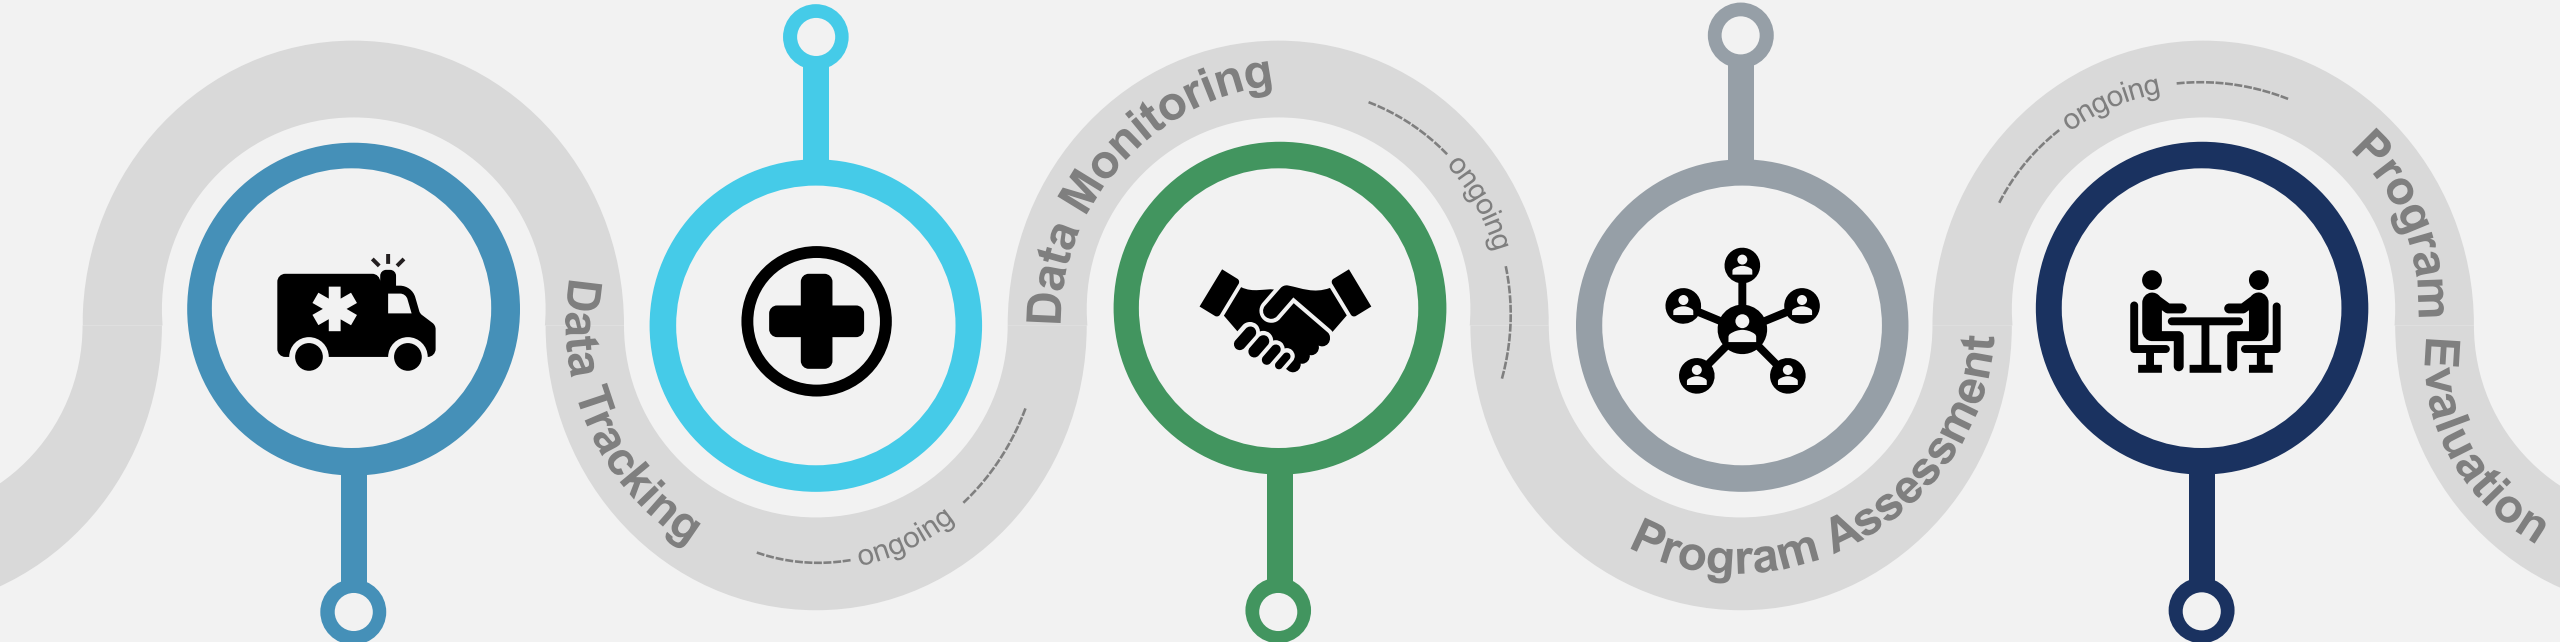 Data Tracking
ongoing
Data Monitoring
ongoing
Program Assessment
ongoing
Program Evaluation